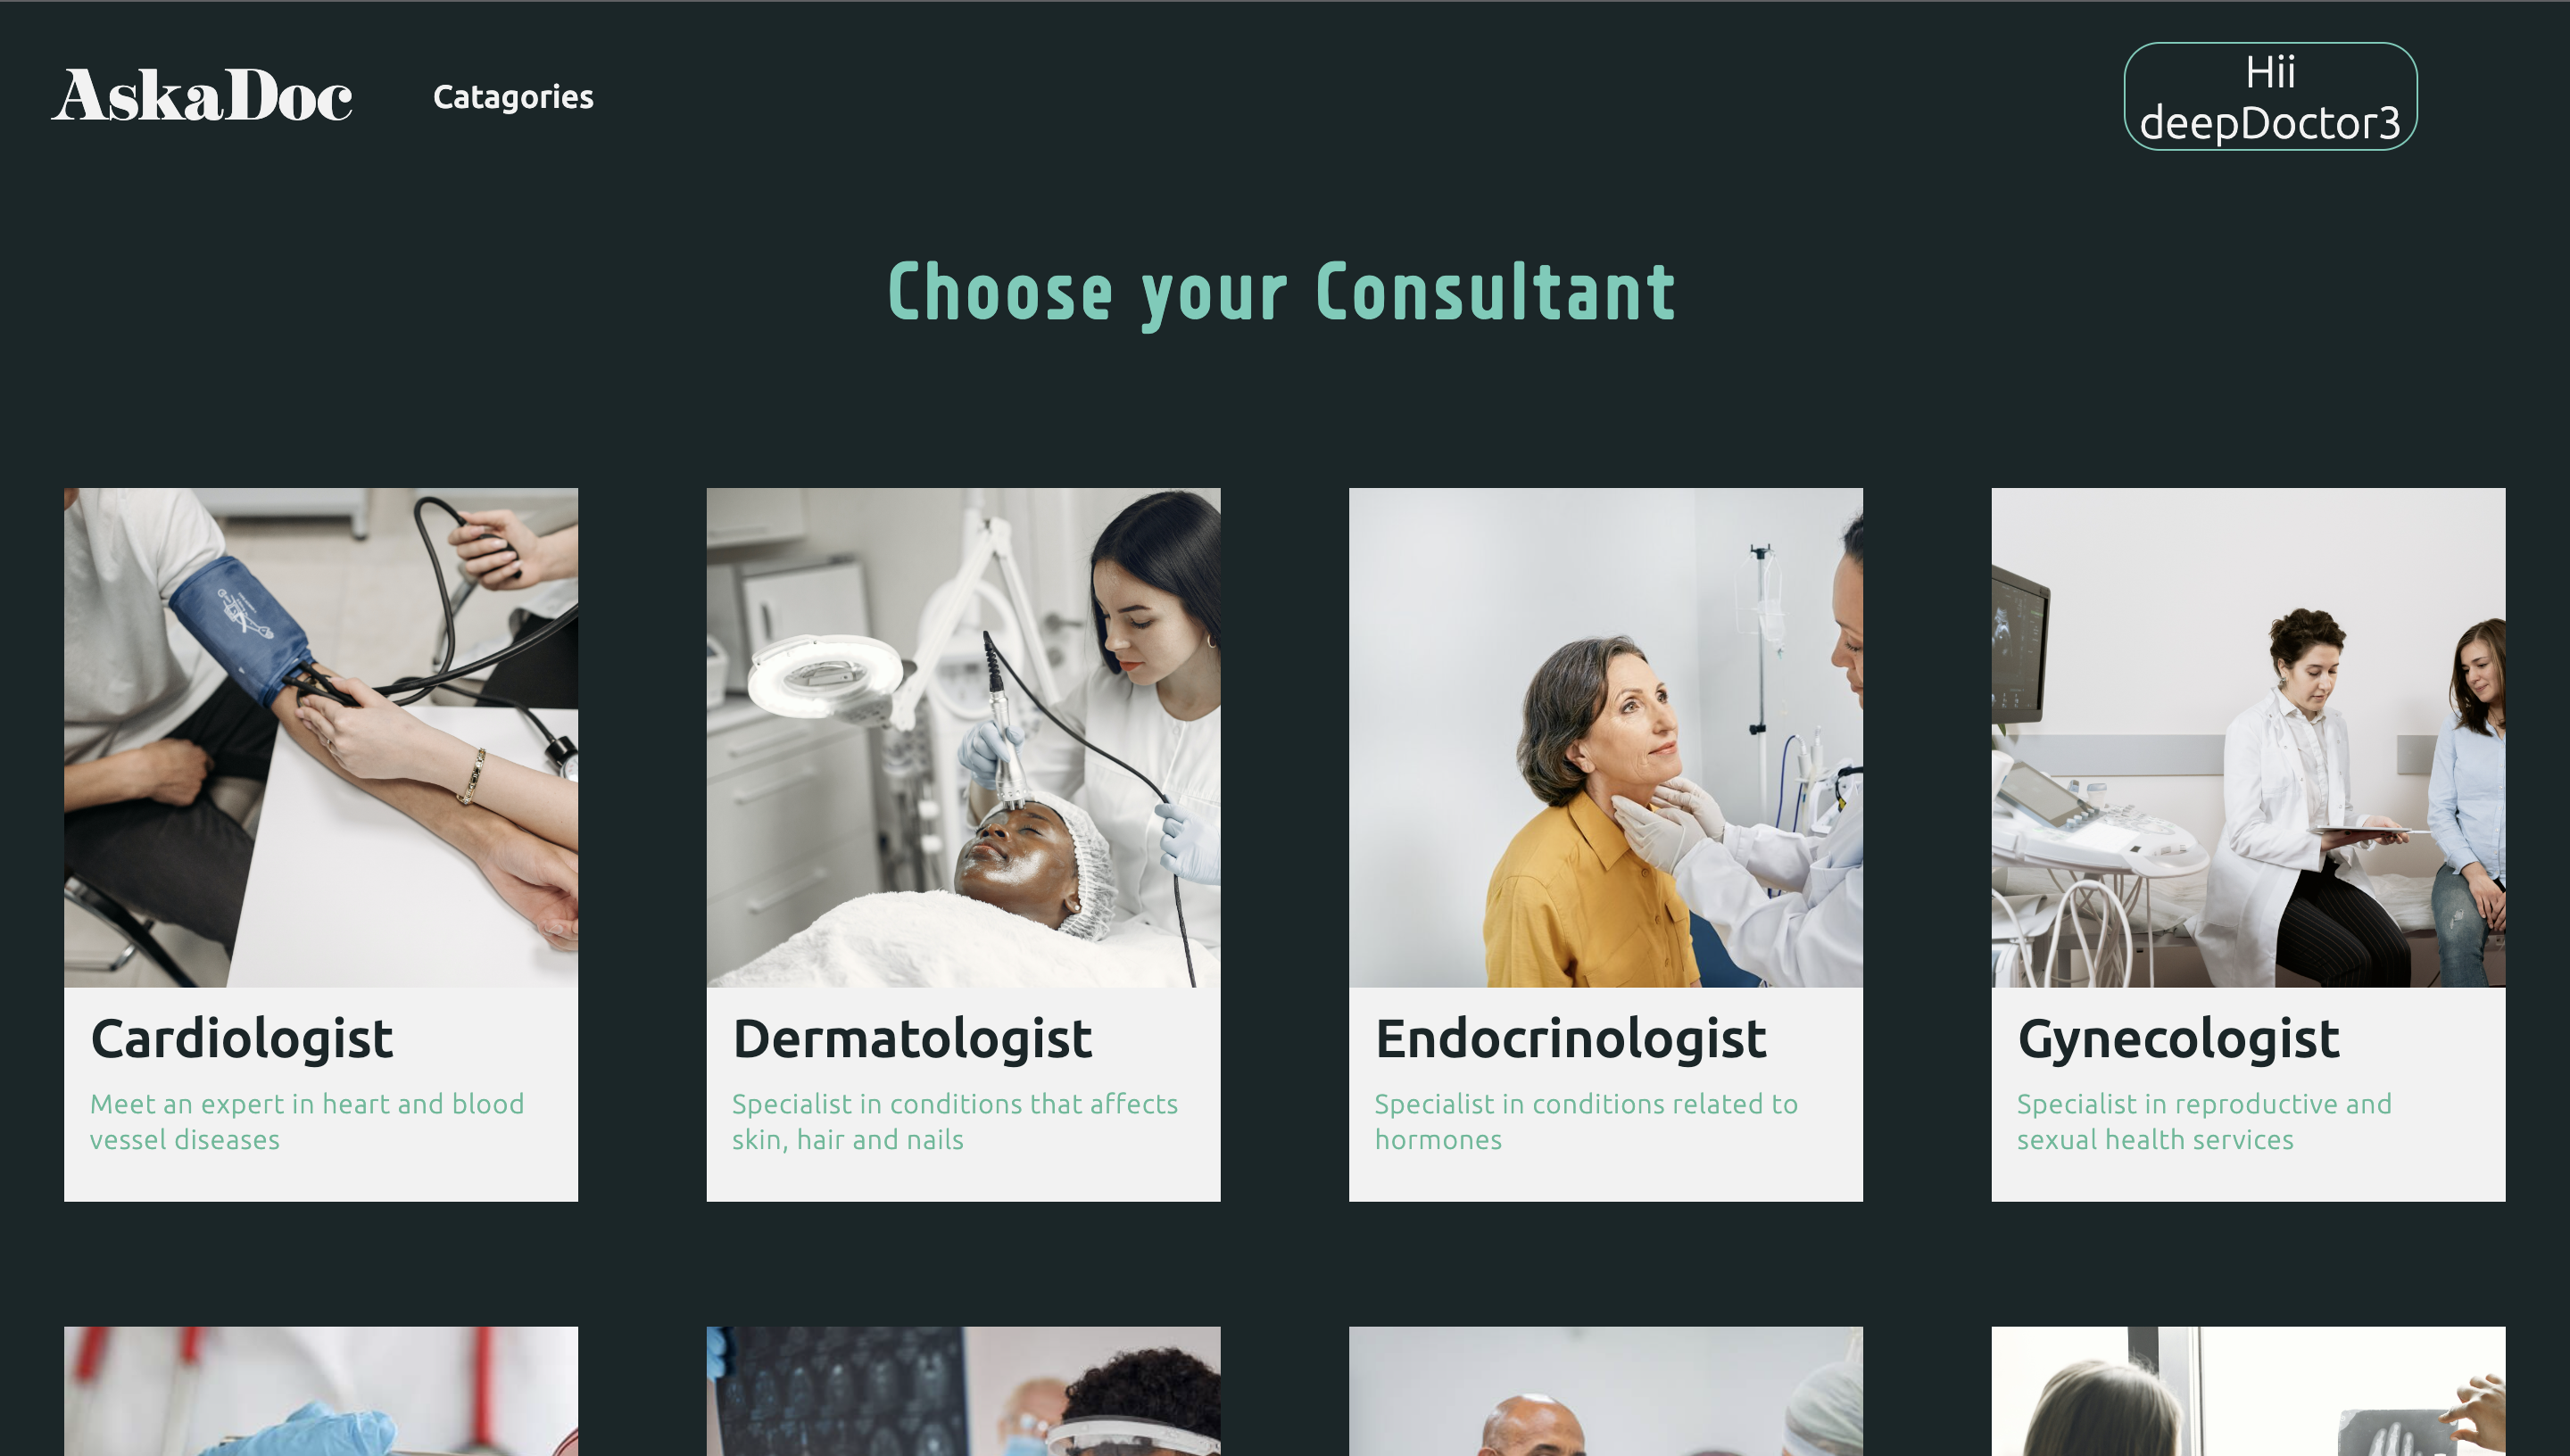 AskaDoc
Catagories
Hii
deepDoctor3
Choose your Consultant
Cardiologist
Meet an expert in heart and blood
vessel diseases
Dermatologist
Specialist in conditions that affects
skin, hair and nails
Endocrinologist
Specialist in conditions related to
hormones
Gynecologist
Specialist in reproductive and
sexual health services